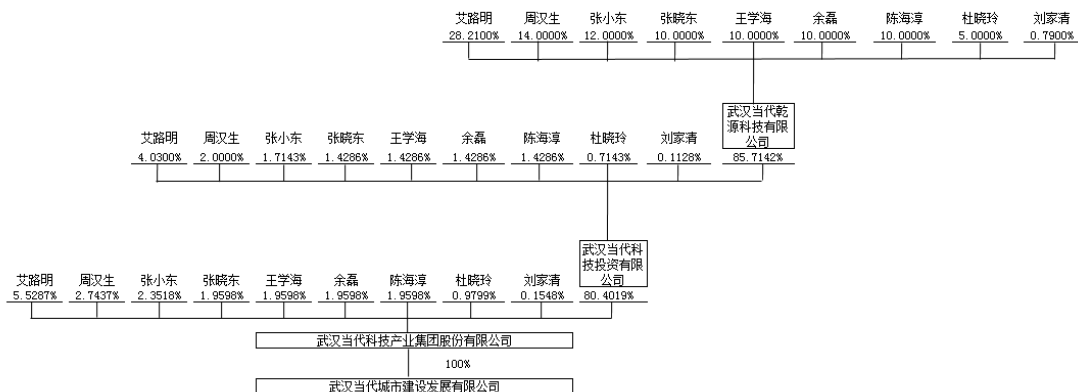 艾路明 周汉生 张小东 张晓东 王学海 余磊 陈海淳 杜晓玲 刘家清
28.2100% 14.0000% 12.0000% 10.0000% 10.0000% 10.0000% 10.0000% 5.0000% 0.7900%
武汉当代乾
源科技有限
公司
艾路明 周汉生 张小东 张晓东 王学海 余磊 陈海淳 杜晓玲 刘家清
4.0300% 2.0000% 1.7143% 1.4286% 1.4286% 1.4286% 1.4286% 0.7143% 0.1128% 85.7142%
武汉当代科
技投资有限
公司
艾路明 周汉生 张小东 张晓东 王学海 余磊 陈海淳 杜晓玲 刘家清
5.5287% 2.7437% 2.3518% 1.9598% 1.9598% 1.9598% 1.9598% 0.9799% 0.1548% 80.4019%
武汉当代科技产业集团股份有限公司
100%
武汉当代城市建设发展有限公司